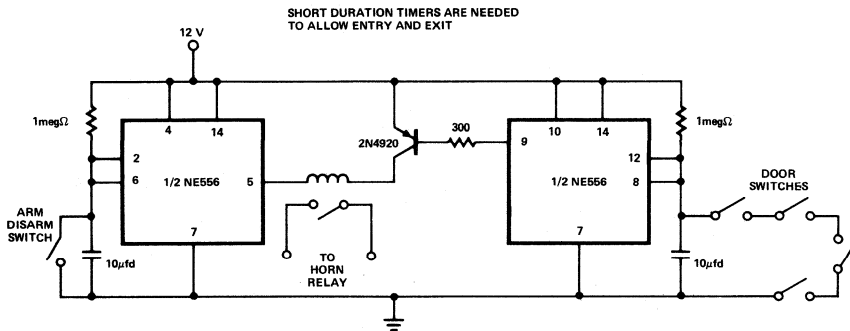 SHORT DURATION TIMERS ARE NEEDED
TO ALLOW ENTRY AND EXIT
12 V
1megΩ
4
14
2N4920
300
10
14
1megΩ
2
6
1/2 NE556
5
9
1/2 NE556
12
8
DOOR
SWITCHES
ARM
DISARM
SWITCH
7
10μfd
TO
HORN
RELAY
7
10μfd